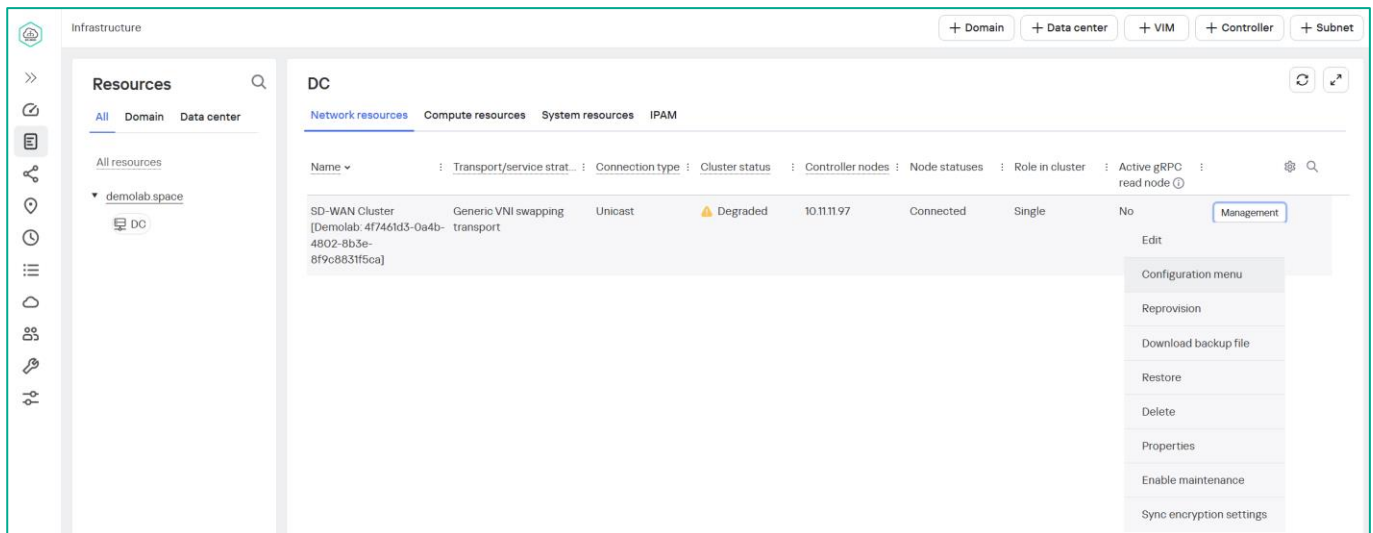 Infrastructure
+ Domain
+ Data center
+ VIM
+ Controller
+ Subnet
Resources
All Domain Data center
All resources
demolab.space
DC
DC
Network resources Compute resources System resources IPAM
Name Transport/service strat... Connection type Cluster status Controller nodes Node statuses Role in cluster Active gRPC
read node
SD-WAN Cluster Generic VNI swapping Unicast Degraded 10.11.11.97 Connected Single No Management
[Demolab: 4f7461d3-0a4b- transport
4802-8b3e-
8f9c8831f5ca]
Edit
Configuration menu
Reprovision
Download backup file
Restore
Delete
Properties
Enable maintenance
Sync encryption settings